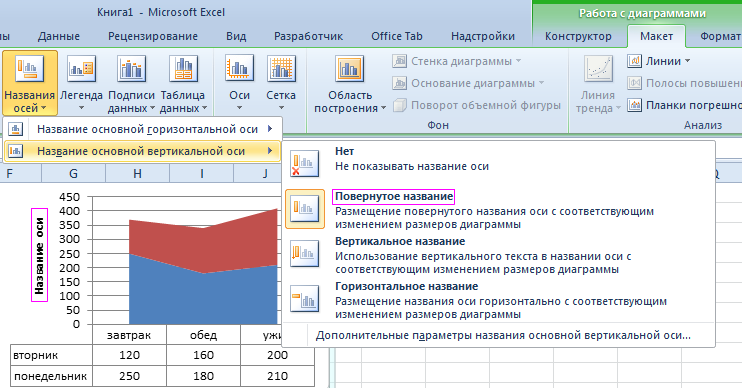 Книга1 - Microsoft Excel
Работа с диаграммами
Данные Рецензирование Вид Разработчик Office Tab Надстройки Конструктор Макет Формат
Названия осей
Легенда
Подписи данных
Таблица данных
Оси
Сетка
Область построения
Стенка диаграммы
Основание диаграммы
Поворот объемной фигуры
Фон
Линия тренда
Линии
Полосы повышени
Планки погрешно
Анализ
Название основной горизонтальной оси
Название основной вертикальной оси
Нет
Не показывать название оси
Повернутое название
Размещение повернутого названия оси с соответствующим
изменением размеров диаграммы
Вертикальное название
Использование вертикального текста в названии оси с
соответствующим изменением размеров диаграммы
Горизонтальное название
Размещение названия оси горизонтально с соответствующим
изменением размеров диаграммы
Дополнительные параметры названия основной вертикальной оси...
F G H I J Q
Название оси
450
400
350
300
250
200
150
100
50
0
завтрак обед ужи
вторник 120 160 200
понедельник 250 180 210